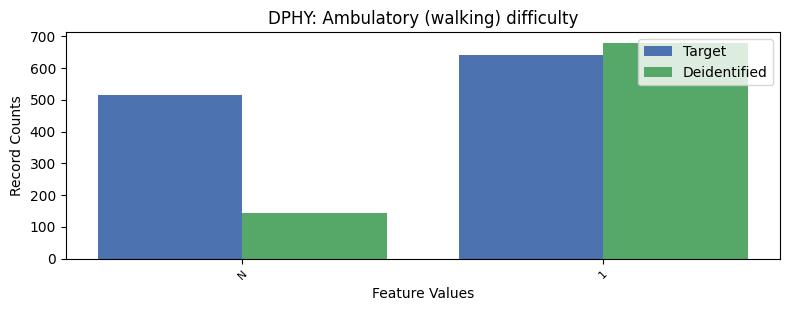 DPHY: Ambulatory (walking) difficulty
Target
Deidentified
Record Counts
700
600
500
400
300
200
100
0
N
1
Feature Values